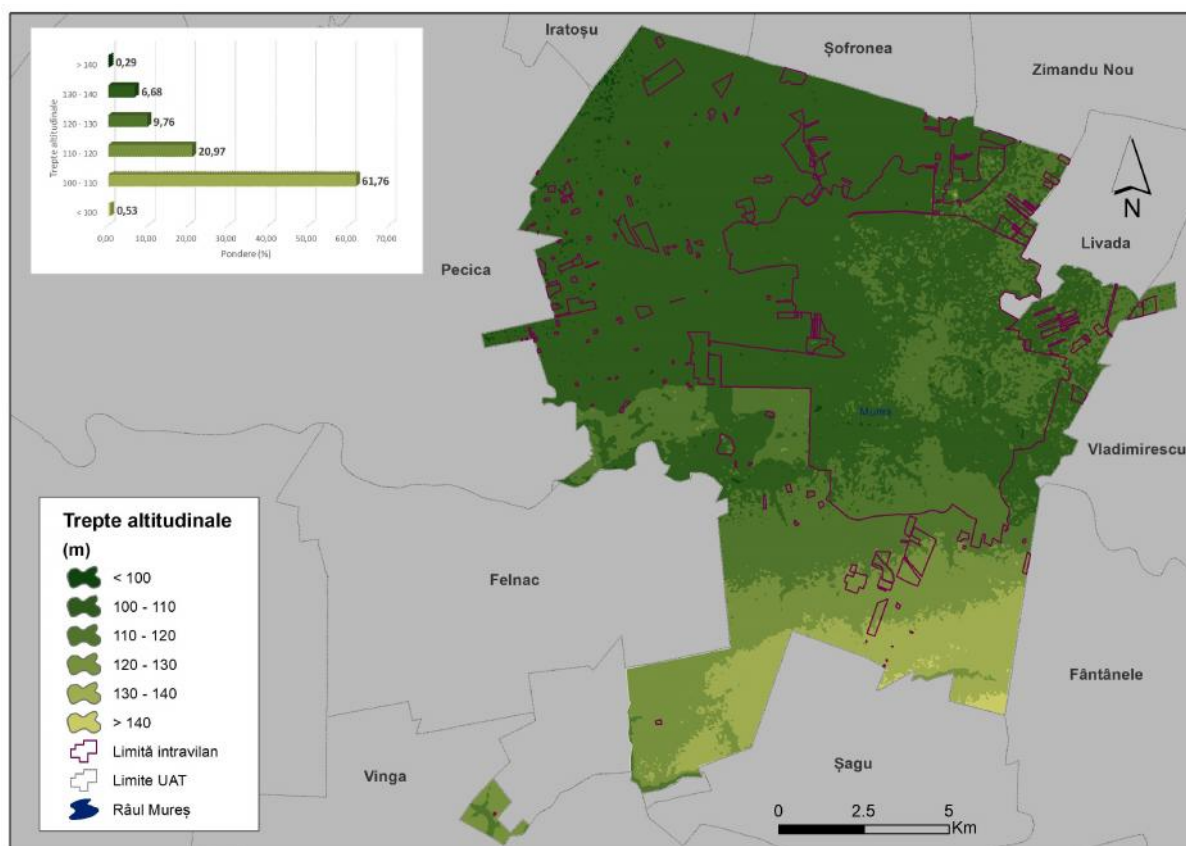 Trepte altitudinale
> 140
0,29
130 - 140
6,68
120 - 130
9,76
110 - 120
20,97
100 - 110
61,76
< 100
0,53
0,00 10,00 20,00 30,00 40,00 50,00 60,00 70,00
Pondere (%)
Iratoșu
Șofronea
Zimandu Nou
N
Livada
Pecica
Mureș
Vladimirescu
Felnac
Fântânele
Șagu
Vinga
Trepte altitudinale
(m)
< 100
100 - 110
110 - 120
120 - 130
130 - 140
> 140
Limită intravilan
Limite UAT
Râul Mureș
0 2.5 5
Km